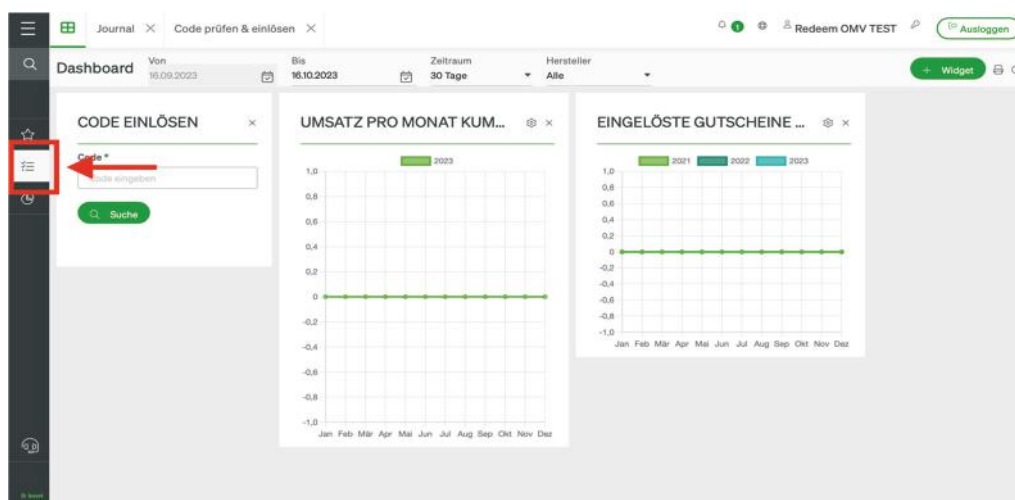 Journal
Code prüfen & einlösen
1
Redeem OMV TEST
Ausloggen
Dashboard
Von
16.09.2023
Bis
16.10.2023
Zeitraum
30 Tage
Hersteller
Alle
+ Widget
CODE EINLÖSEN
Code *
Code eingeben
Suche
UMSATZ PRO MONAT KUM...
2023
1,0
0,8
0,6
0,4
0,2
0
-0,2
-0,4
-0,6
-0,8
-1,0
Jan Feb Mär Apr Mai Jun Jul Aug Sep Okt Nov Dez
EINGELÖSTE GUTSCHEINE ...
2021 2022 2023
1,0
0,8
0,6
0,4
0,2
0
-0,2
-0,4
-0,6
-0,8
-1,0
Jan Feb Mär Apr Mai Jun Jul Aug Sep Okt Nov Dez